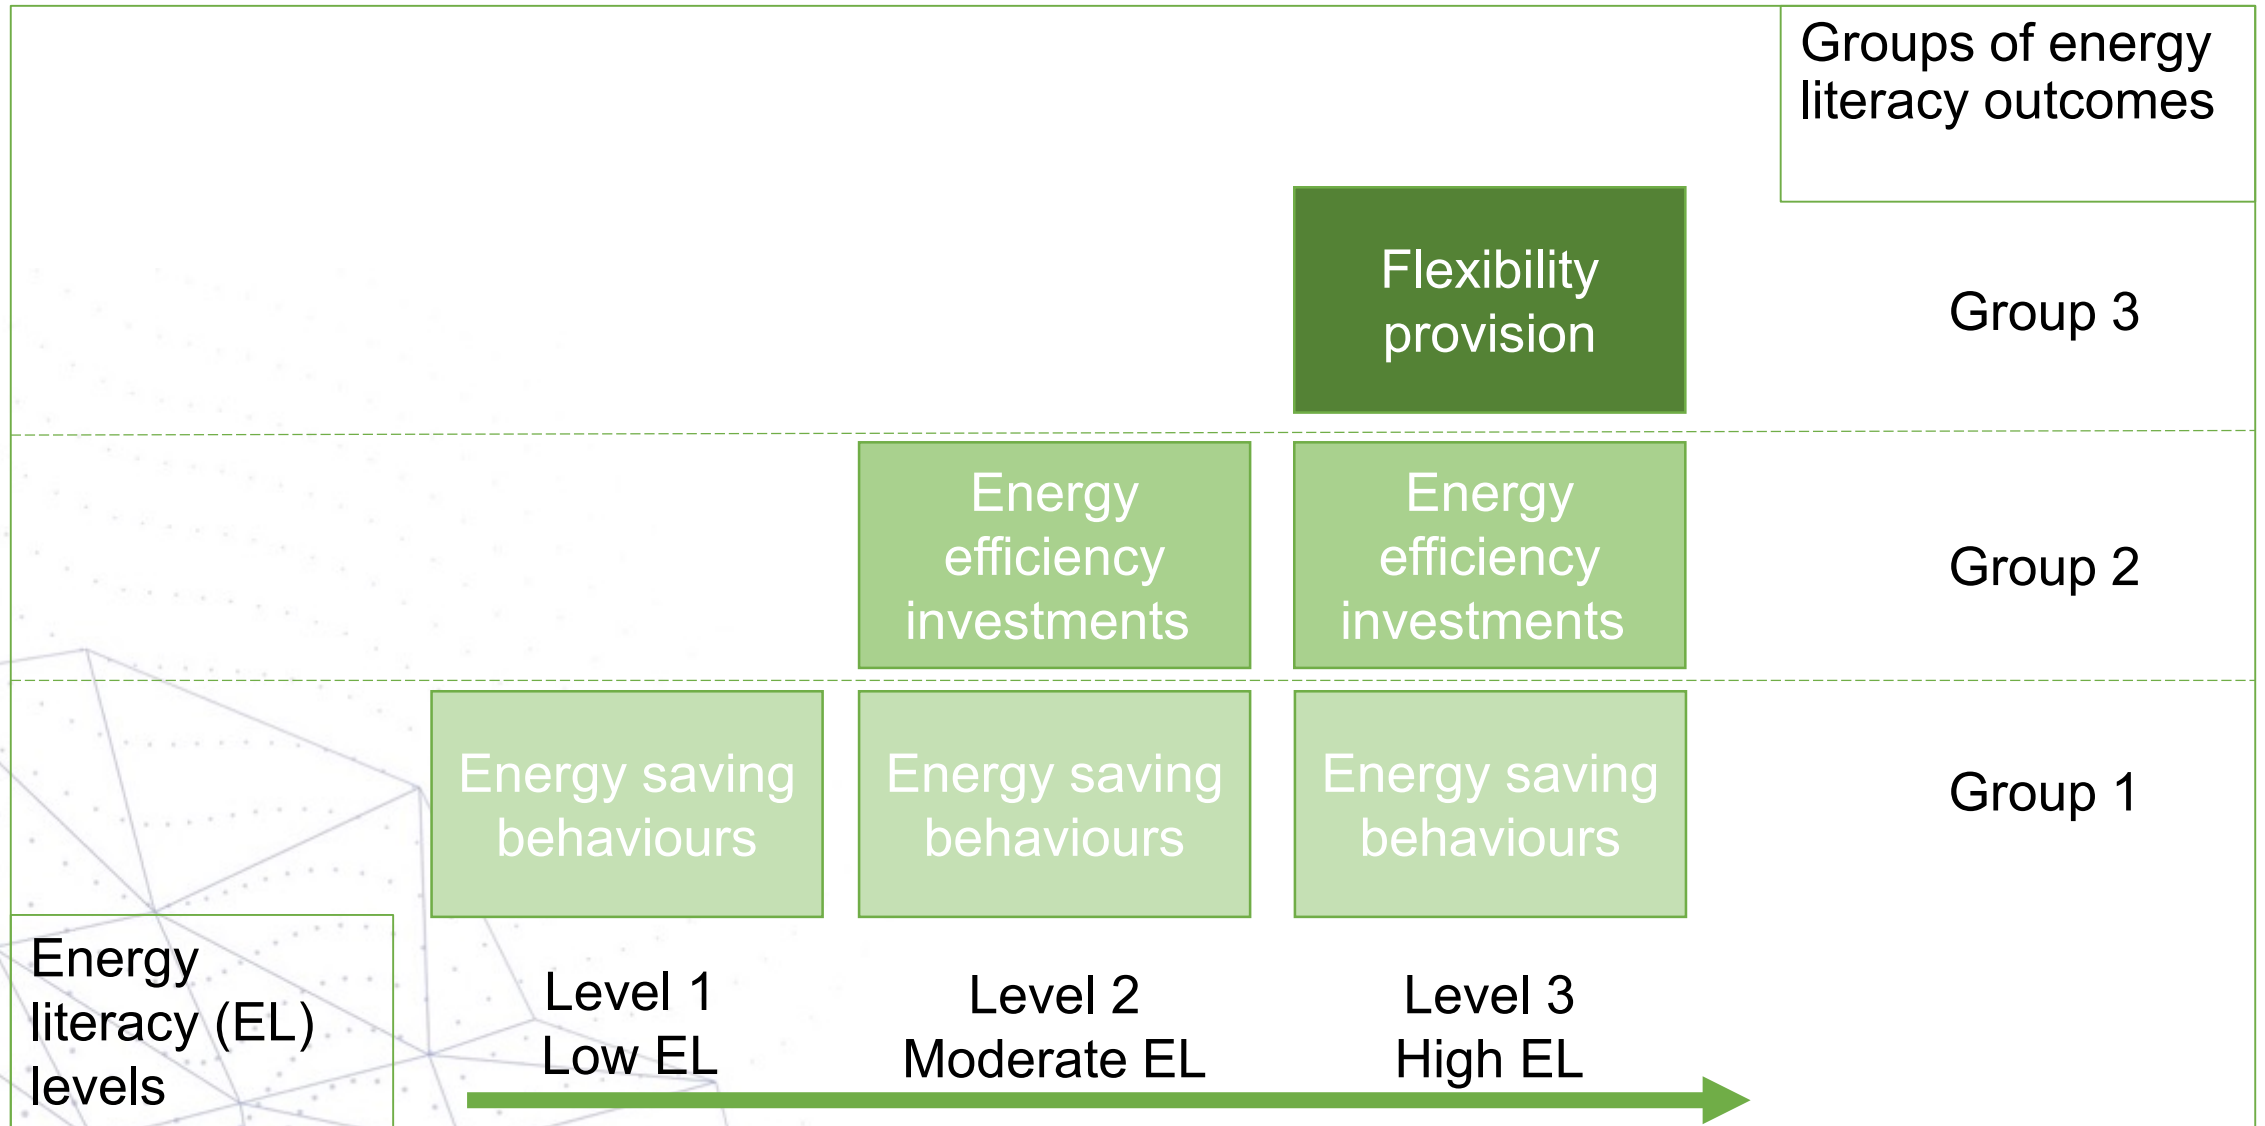 Groups of energy
literacy outcomes
Flexibility
provision
Group 3
Energy
efficiency
investments
Energy
efficiency
investments
Group 2
Energy saving
behaviours
Energy saving
behaviours
Energy saving
behaviours
Group 1
Energy
literacy (EL)
levels
Level 1
Low EL
Level 2
Moderate EL
Level 3
High EL